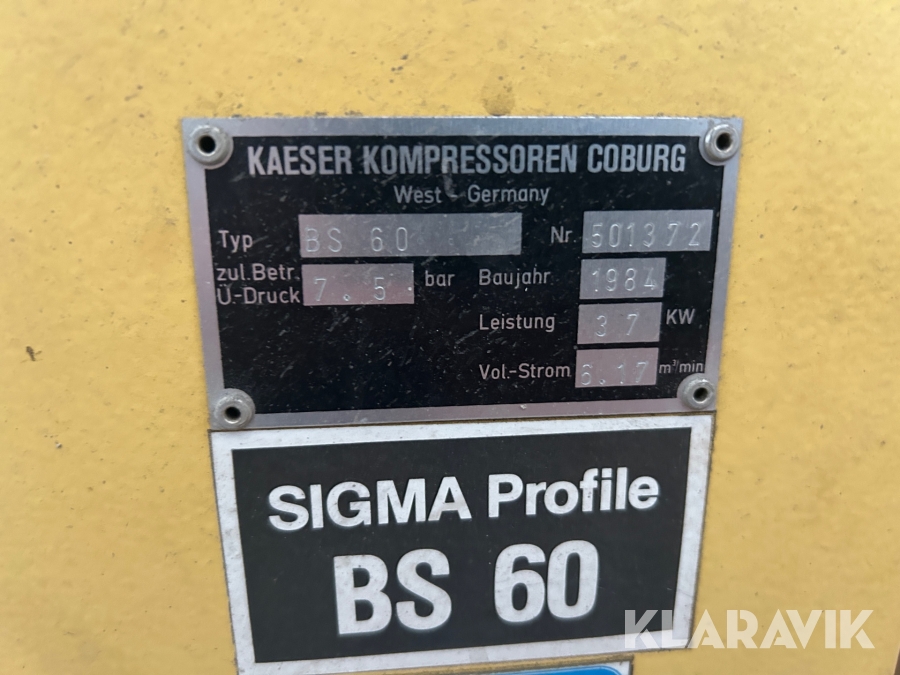 KAESER KOMPRESSOREN COBURG
West - Germany
Typ BS 60 Nr. 501372
zul.Betr. Ü-Druck 7.5 bar Baujahr 1984
Leistung 37 KW
Vol.-Strom 6.17 m³/min
SIGMA Profile
BS 60
KLARAVIK